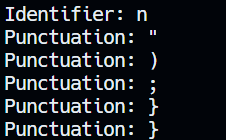 Identifier: n
Punctuation: "
Punctuation: )
Punctuation: ;
Punctuation: }
Punctuation: }